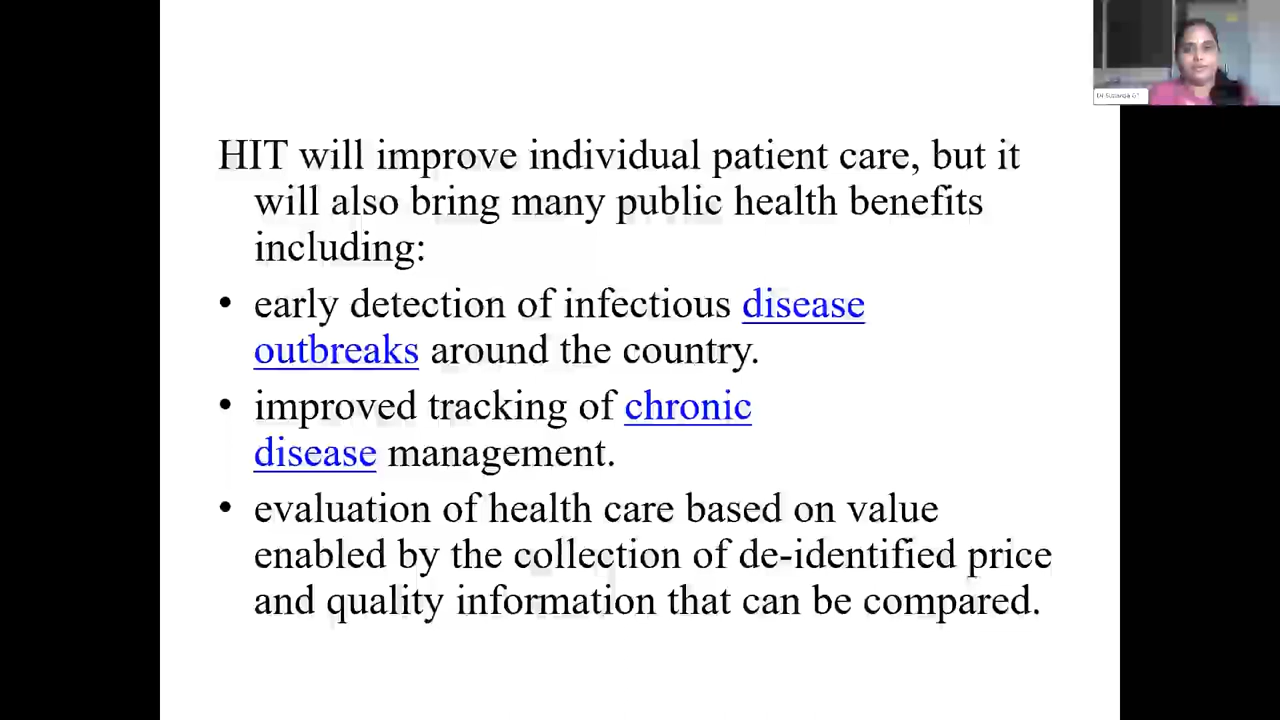 HIT will improve individual patient care, but it
will also bring many public health benefits
including:
• early detection of infectious disease
outbreaks around the country.
• improved tracking of chronic
disease management.
• evaluation of health care based on value
enabled by the collection of de-identified price
and quality information that can be compared.